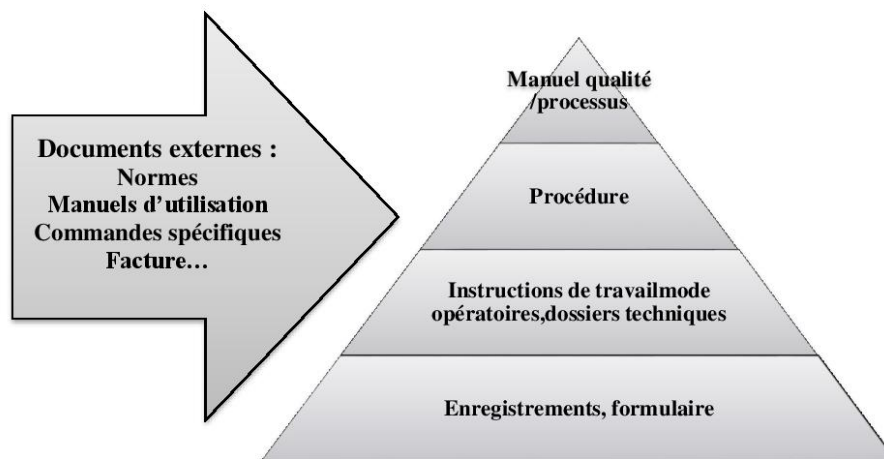 Documents externes :
Normes
Manuels d’utilisation
Commandes spécifiques
Facture…
Manuel qualité
/processus
Procédure
Instructions de travailmode
opératoires,dossiers techniques
Enregistrements, formulaire